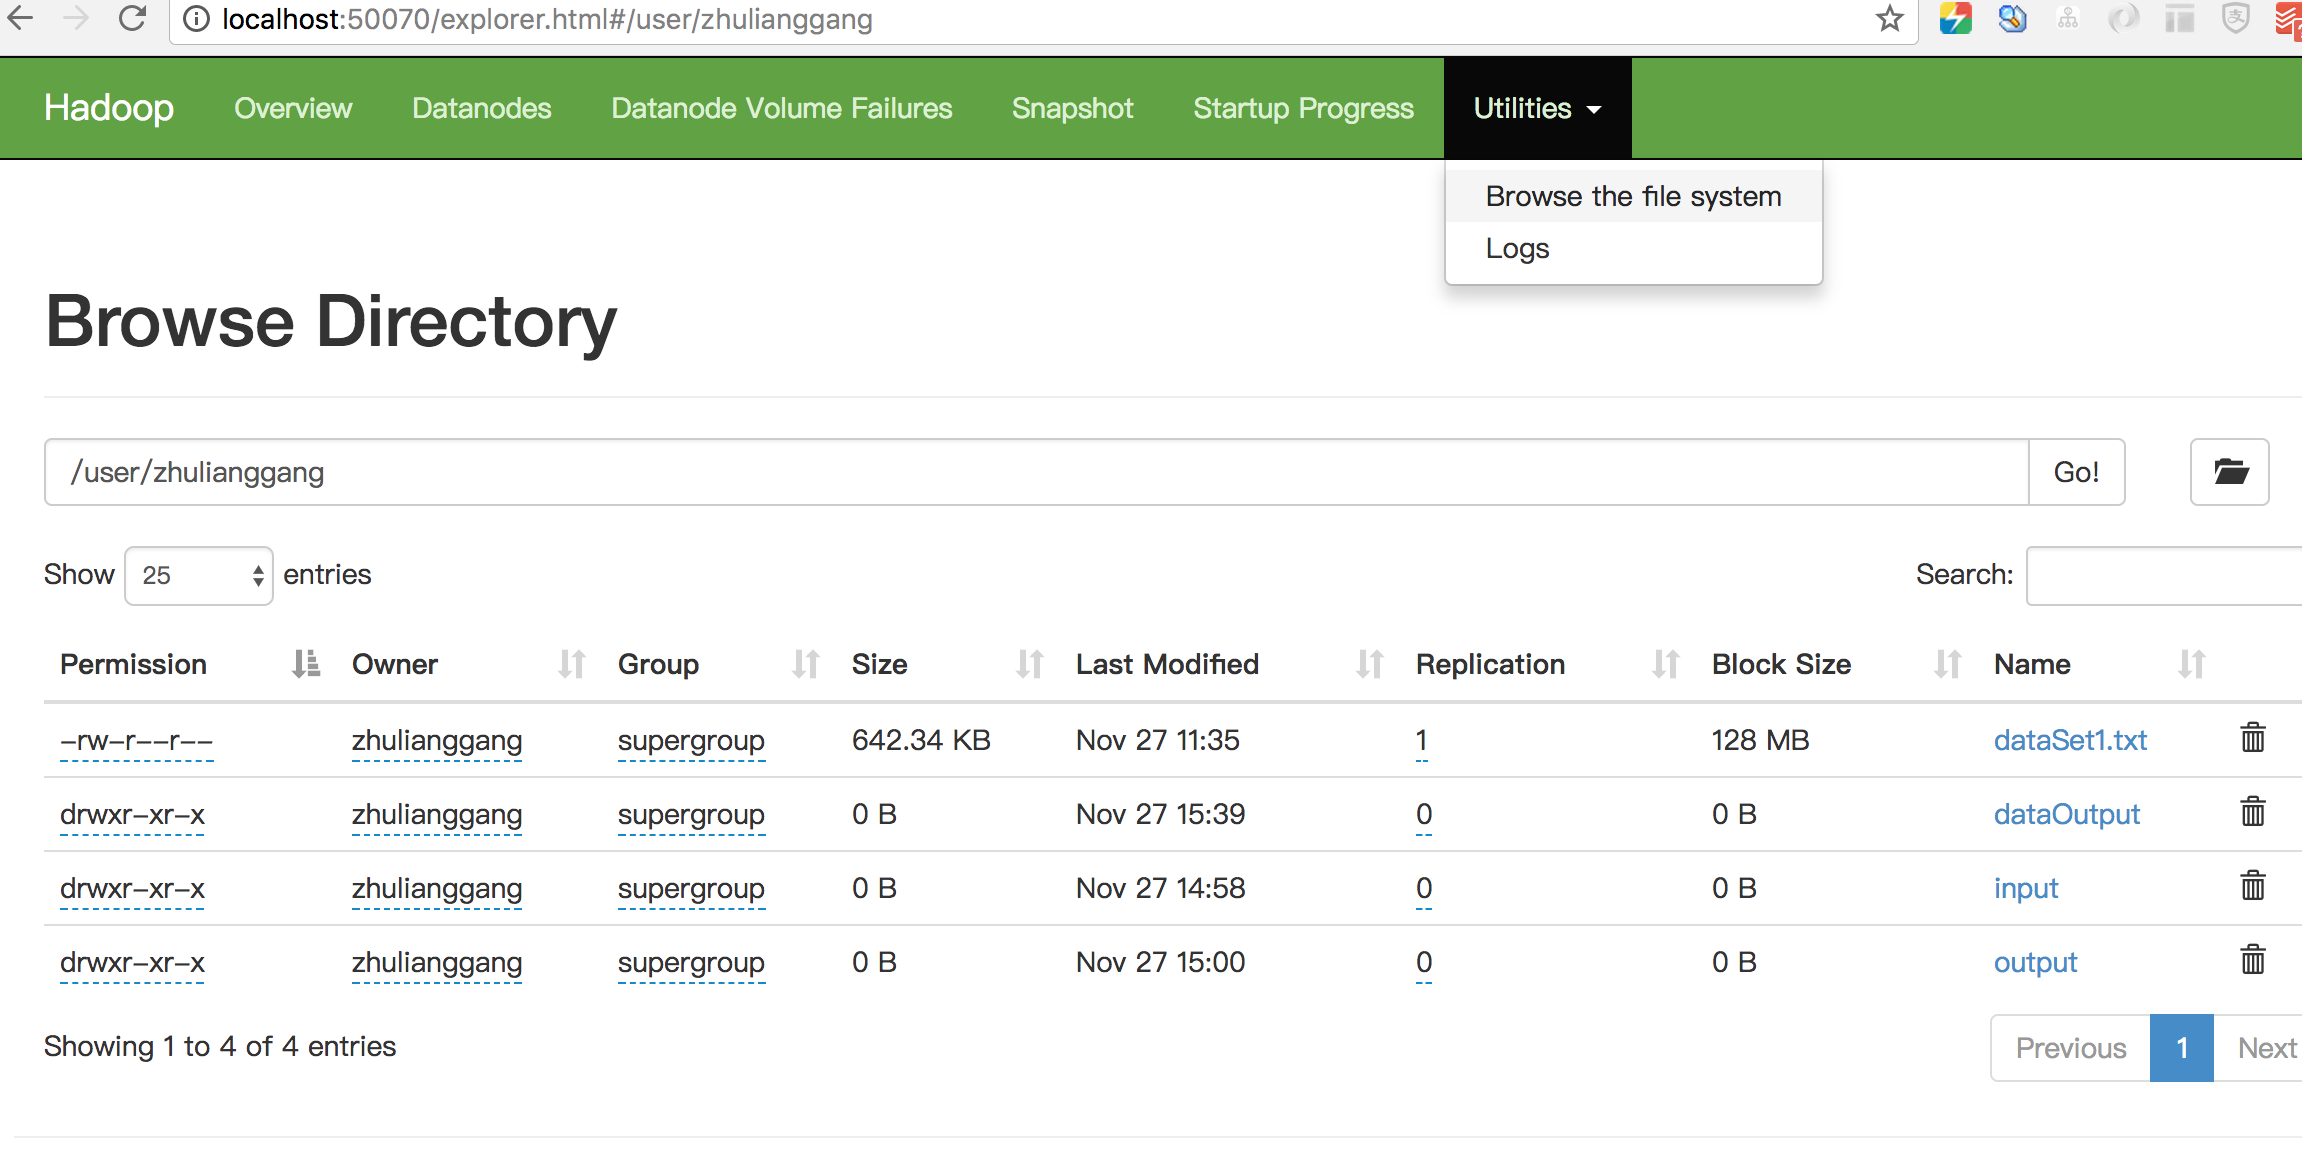 localhost:50070/explorer.html#/user/zhulianggang
Hadoop Overview Datanodes Datanode Volume Failures Snapshot Startup Progress Utilities
Browse the file system
Logs
Browse Directory
/user/zhulianggang Go!
Show 25 entries Search:
Permission Owner Group Size Last Modified Replication Block Size Name
-rw-r--r-- zhulianggang supergroup 642.34 KB Nov 27 11:35 1 128 MB dataSet1.txt
drwxr-xr-x zhulianggang supergroup 0 B Nov 27 15:39 0 0 B dataOutput
drwxr-xr-x zhulianggang supergroup 0 B Nov 27 14:58 0 0 B input
drwxr-xr-x zhulianggang supergroup 0 B Nov 27 15:00 0 0 B output
Showing 1 to 4 of 4 entries
Previous 1 Next